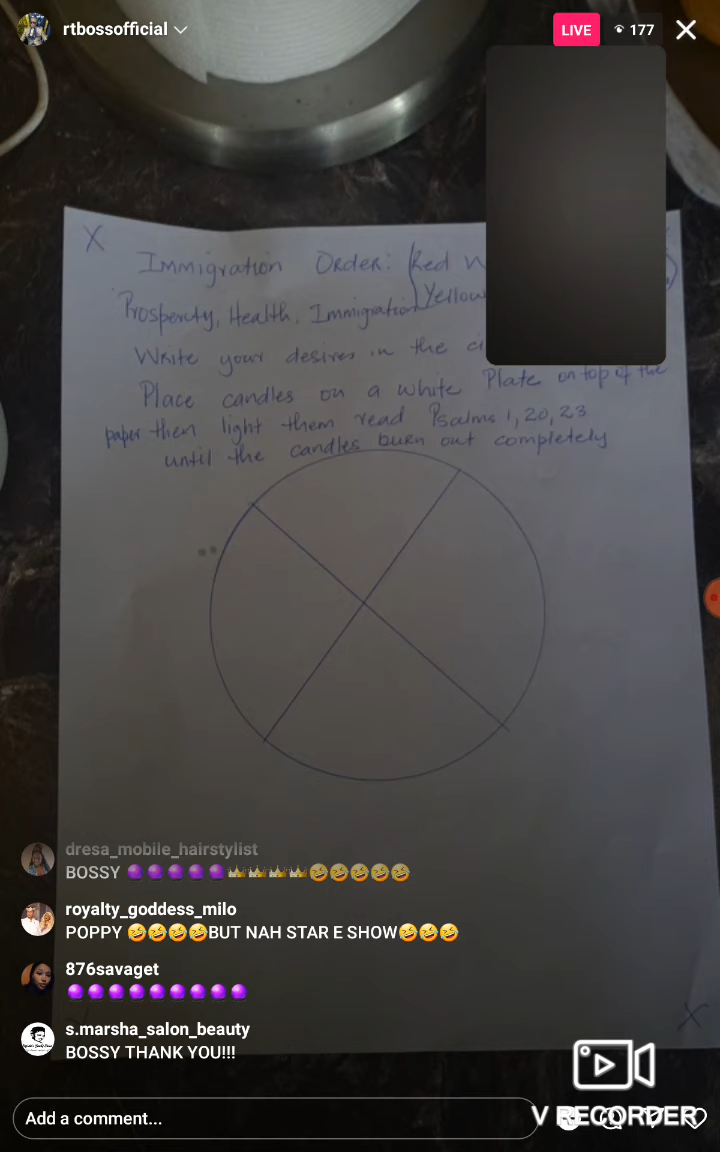 rtbossofficial
LIVE
177
X
Immigration Order: (Red
Prosperity, Health, Immigration Yellow
Write your desires in the
Place candles on a white Plate on top of the
paper then light them read Psalms 1, 20, 23
until the candles burn out completely
X
dresa_mobile_hairstylist
BOSSY 🟣🟣🟣🟣🟣👑👑👑👑🤣🤣🤣🤣🤣
royalty_goddess_milo
POPPY 🤣🤣🤣🤣BUT NAH STAR E SHOW🤣🤣🤣
876savaget
🟣🟣🟣🟣🟣🟣🟣🟣🟣
s.marsha_salon_beauty
BOSSY THANK YOU!!!
Add a comment...
V RECORDER